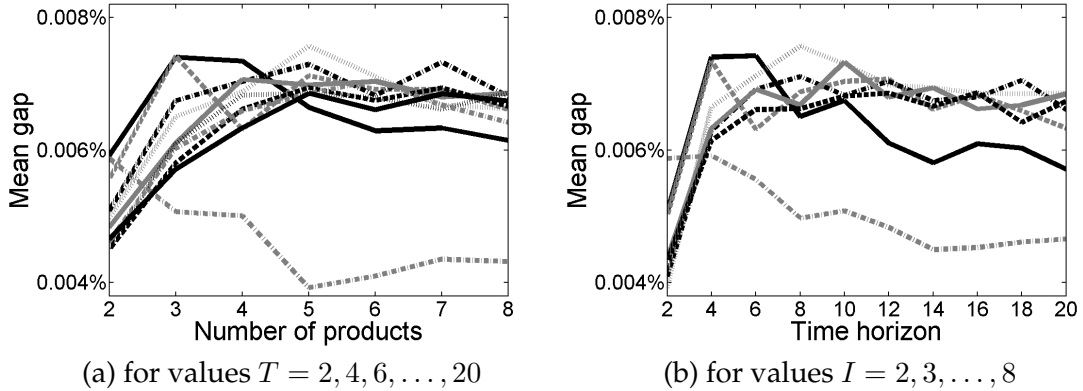 0.008%
0.006%
0.004%
Mean gap
2 3 4 5 6 7 8
Number of products
(a) for values T = 2, 4, 6, . . . , 20
0.008%
0.006%
0.004%
Mean gap
2 4 6 8 10 12 14 16 18 20
Time horizon
(b) for values I = 2, 3, . . . , 8